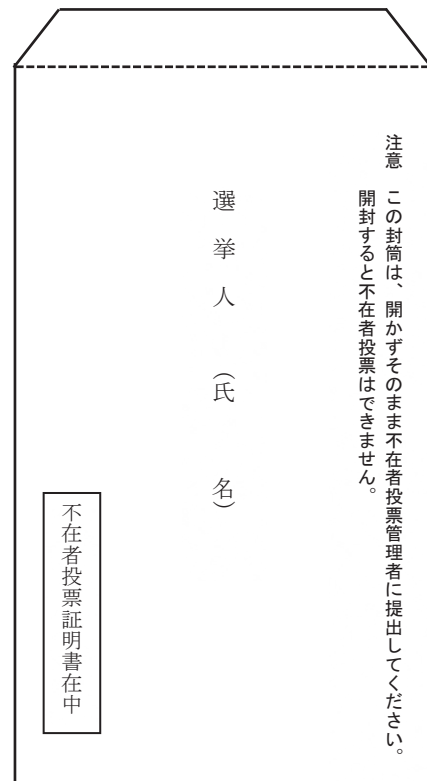 注意　この封筒は、開かずそのまま不在者投票管理者に提出してください。
開封すると不在者投票はできません。
選挙人　（氏　名）
不在者投票証明書在中